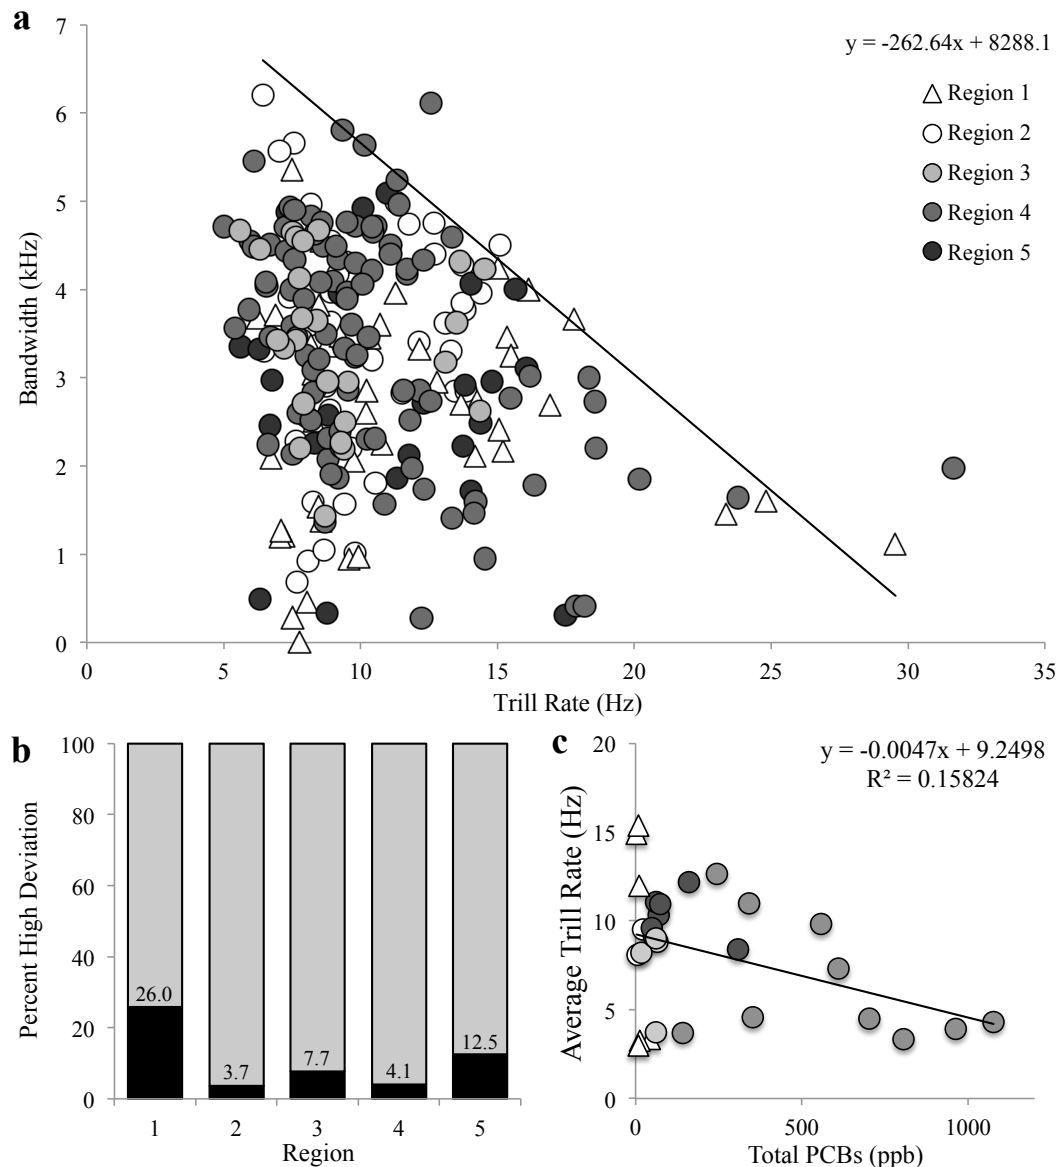 a
y = -262.64x + 8288.1
Region 1
Region 2
Region 3
Region 4
Region 5
Bandwidth (kHz)
7
6
5
4
3
2
1
0
0 5 10 15 20 25 30 35
Trill Rate (Hz)
b
Percent High Deviation
100
80
60
40
20
0
26.0
3.7
7.7
4.1
12.5
1 2 3 4 5
Region
c
y = -0.0047x + 9.2498
R² = 0.15824
Average Trill Rate (Hz)
20
15
10
5
0
0 500 1000
Total PCBs (ppb)